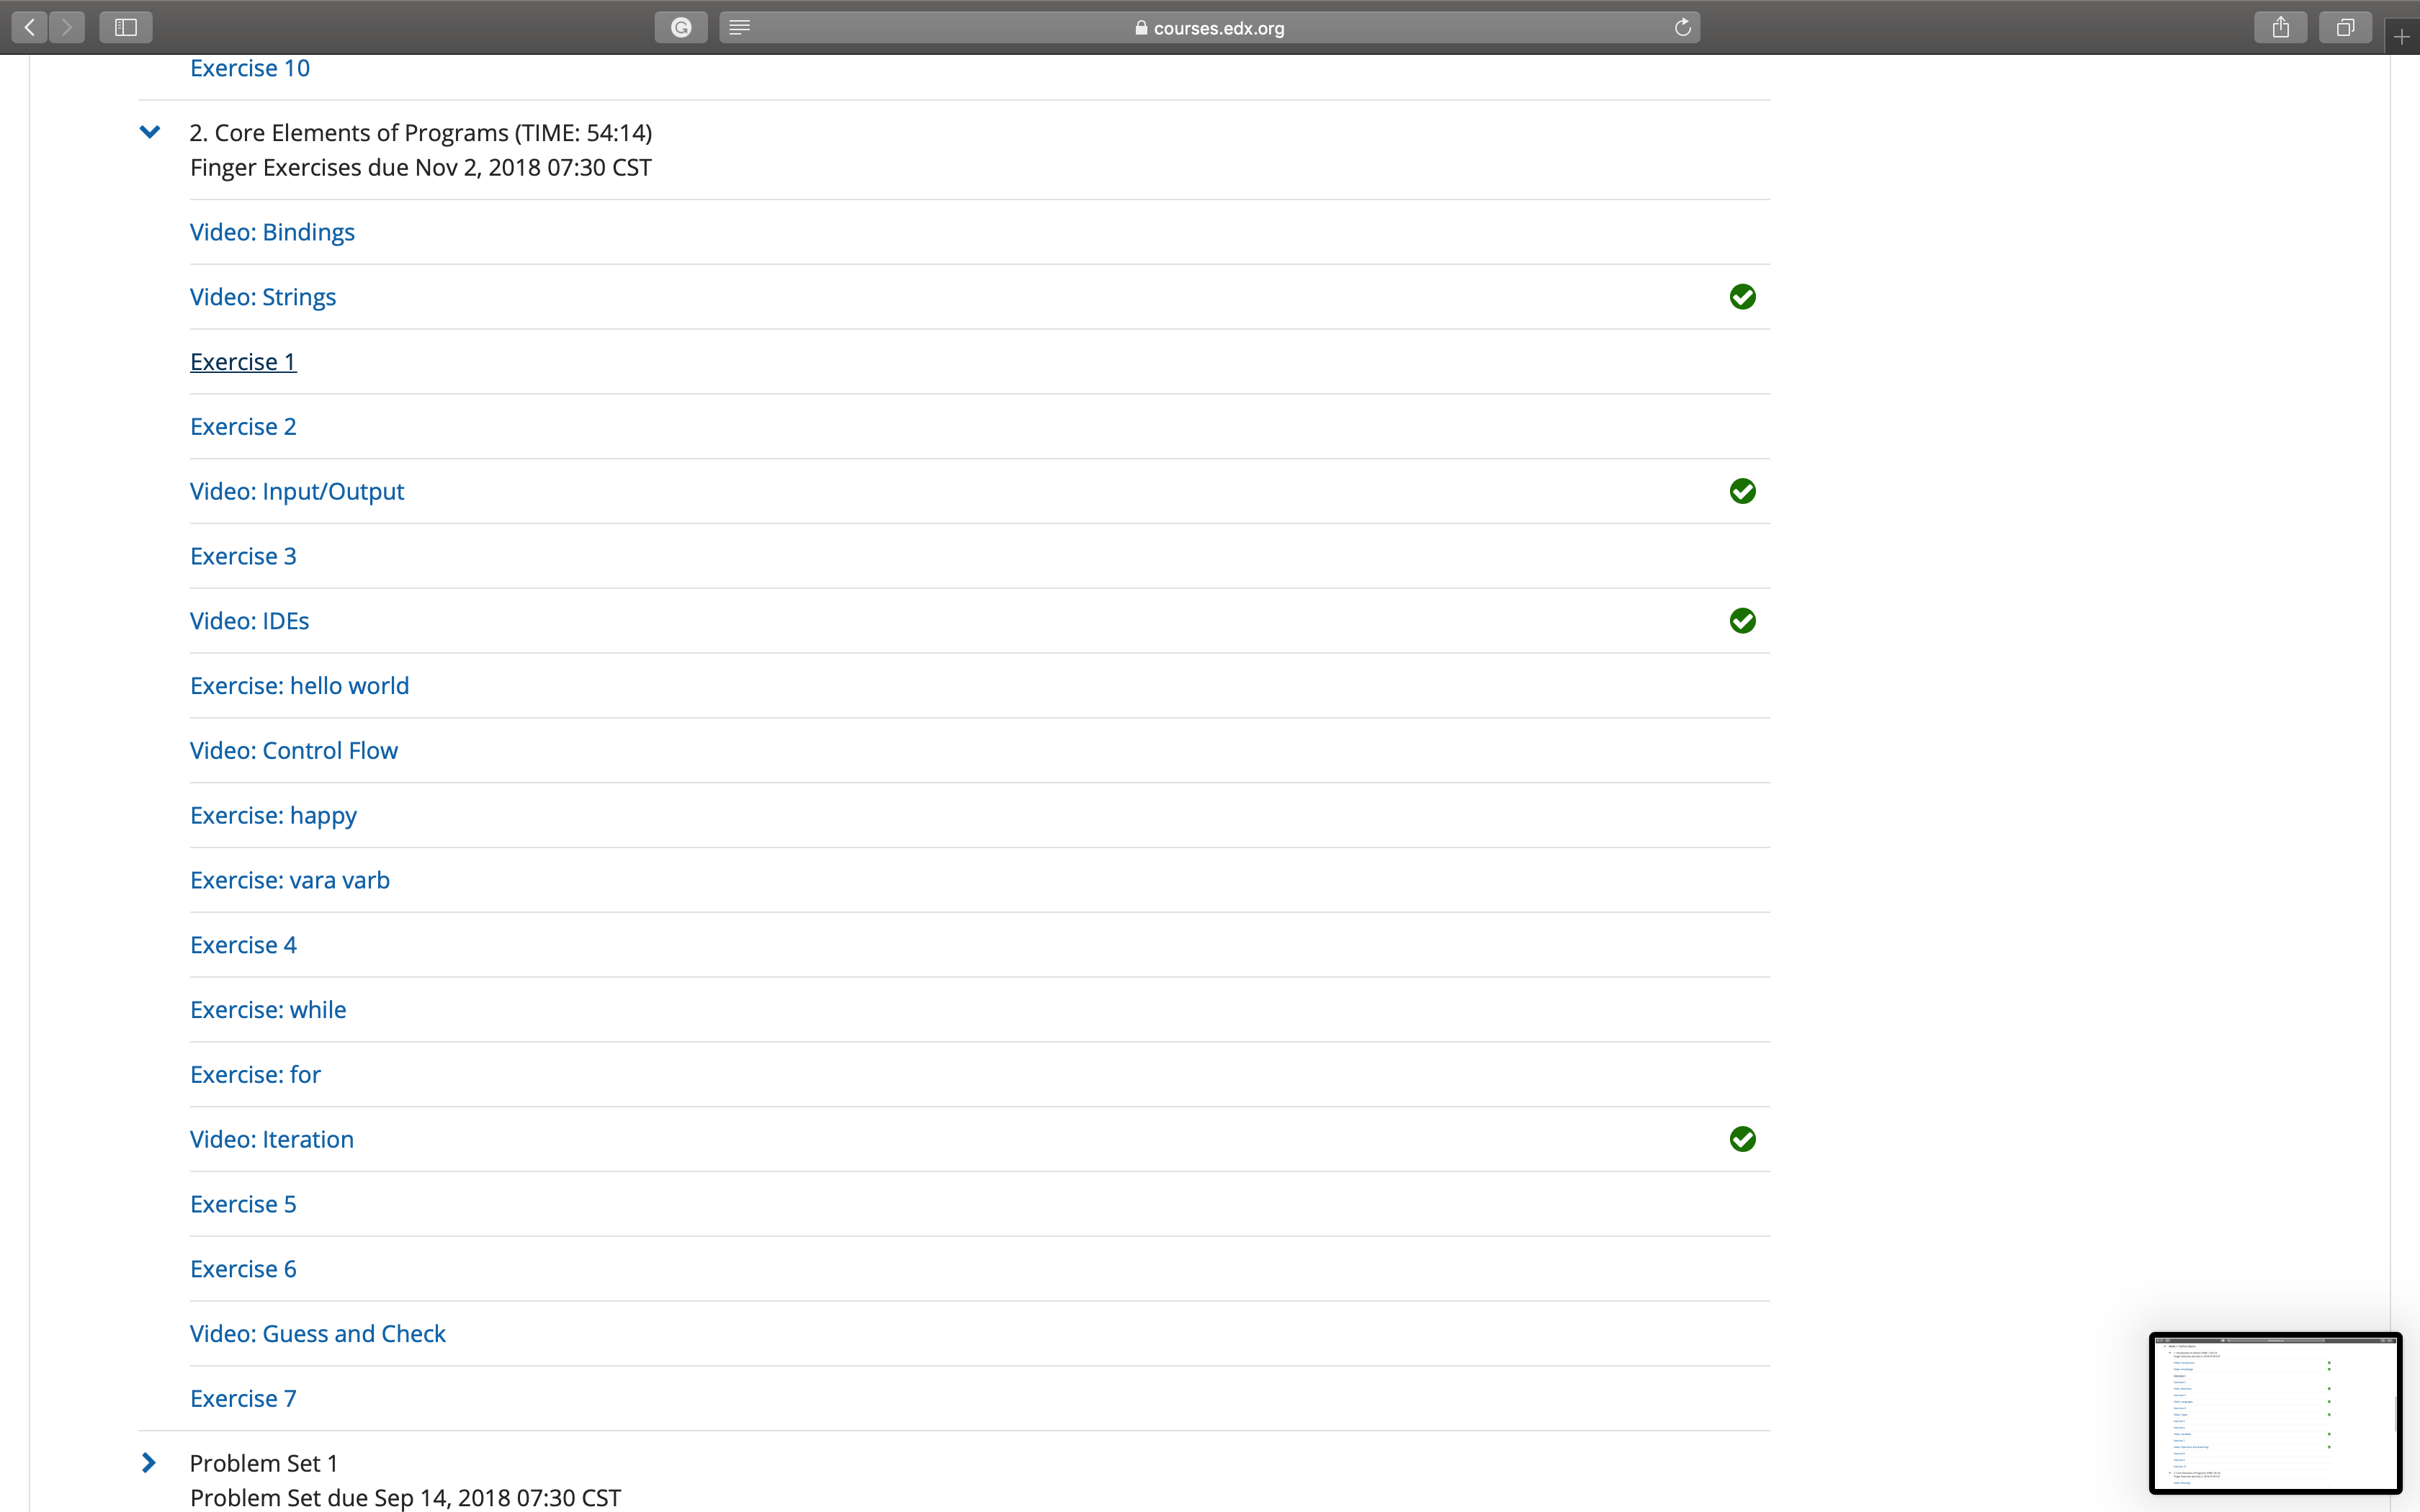 courses.edx.org
Exercise 10
2. Core Elements of Programs (TIME: 54:14)
Finger Exercises due Nov 2, 2018 07:30 CST
Video: Bindings
Video: Strings
Exercise 1
Exercise 2
Video: Input/Output
Exercise 3
Video: IDEs
Exercise: hello world
Video: Control Flow
Exercise: happy
Exercise: vara varb
Exercise 4
Exercise: while
Exercise: for
Video: Iteration
Exercise 5
Exercise 6
Video: Guess and Check
Exercise 7
Problem Set 1
Problem Set due Sep 14, 2018 07:30 CST